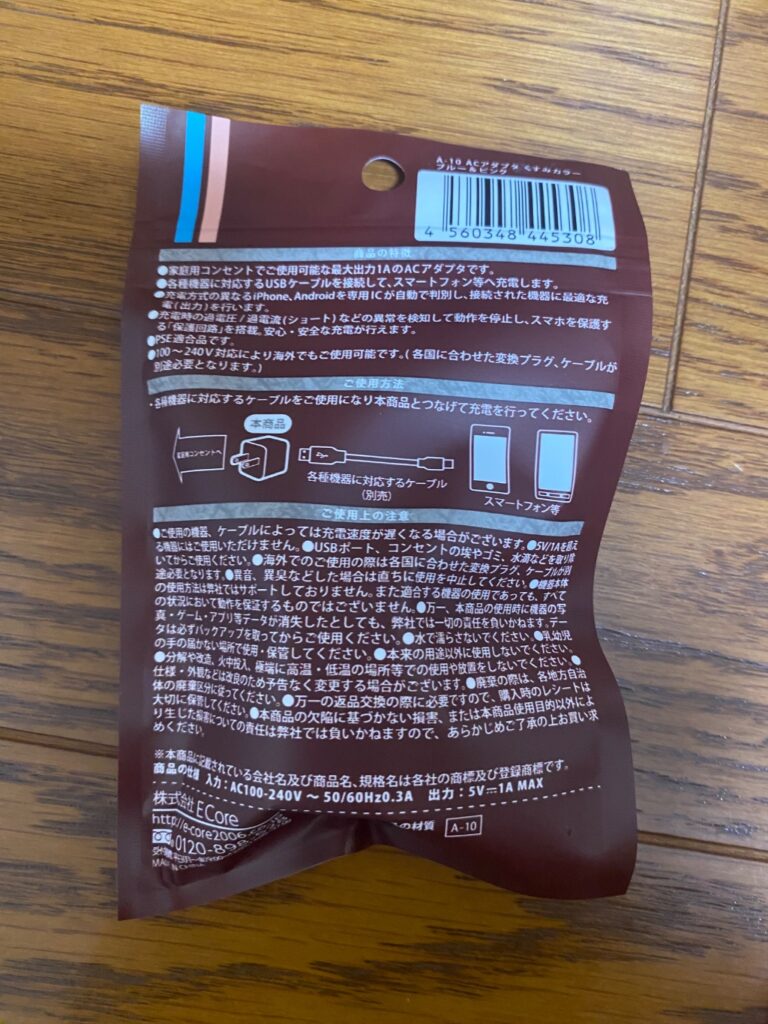 A-10 ACアダプタ くすみカラー
ブルー＆ピンク
4 560348 445308
商品の特徴
●家庭用コンセントでご使用可能な最大出力1AのACアダプタです。
●各種機器に対応するUSBケーブルを接続して、スマートフォン等へ充電します。
●充電方式の異なるiPhone、Androidを専用ICが自動で判別し、接続された機器に最適な充
電(出力)を行います。
●充電時の過電圧/過電流(ショート)などの異常を検知して動作を停止し、スマホを保護す
る「保護回路」を搭載。安心・安全な充電が行えます。
●PSE適合品です。
●100～240V対応により海外でもご使用可能です。(各国に合わせた変換プラグ、ケーブルが
別途必要となります。)
ご使用方法
・各種機器に対応するケーブルをご使用になり本商品とつなげて充電を行ってください。
本商品
家庭用コンセントへ
各種機器に対応するケーブル
(別売)
スマートフォン等
ご使用上の注意
●ご使用の機器、ケーブルによっては充電速度が遅くなる場合がございます。●5V/1Aを超え
る機器にはご使用いただけません。●USBポート、コンセントの埃やゴミ、水滴などを取り除
いてからご使用ください。●海外でのご使用の際は各国に合わせた変換プラグ、ケーブルが別
途必要となります。●異音、異臭などした場合は直ちに使用を中止してください。●機器本体
の使用方法は弊社ではサポートしておりません。また適合する機器の使用であっても、すべて
の状況において動作を保証するものではございません。●万一、本商品の使用時に機器の写
真・ゲーム・アプリ等データが消失したとしても、弊社では一切の責任を負いかねます。デー
タは必ずバックアップを取ってからご使用ください。●水で濡らさないでください。●乳幼児
の手の届かない場所で使用・保管してください。●本来の用途以外に使用しないでください。
●分解や改造、火中投入、極端に高温・低温の場所等での使用や放置をしないでください。●
仕様・外観などは改良のため予告なく変更する場合がございます。●廃棄の際は、各地方自治
体の廃棄区分に従ってください。●万一の返品交換の際に必要ですので、購入時のレシートは
大切に保管してください。●本商品の欠陥に基づかない損害、または本商品使用目的以外によ
り生じた損害についての責任は弊社では負いかねますので、あらかじめご了承の上お買い求
めください。
※本商品に記載されている会社名及び商品名、規格名は各社の商標及び登録商標です。
商品の仕様 入力：AC100-240V ～ 50/60Hz0.3A 出力：5V⎓1A MAX
株式会社 E Core
http://e-core2006
の材質 A-10
0120-898